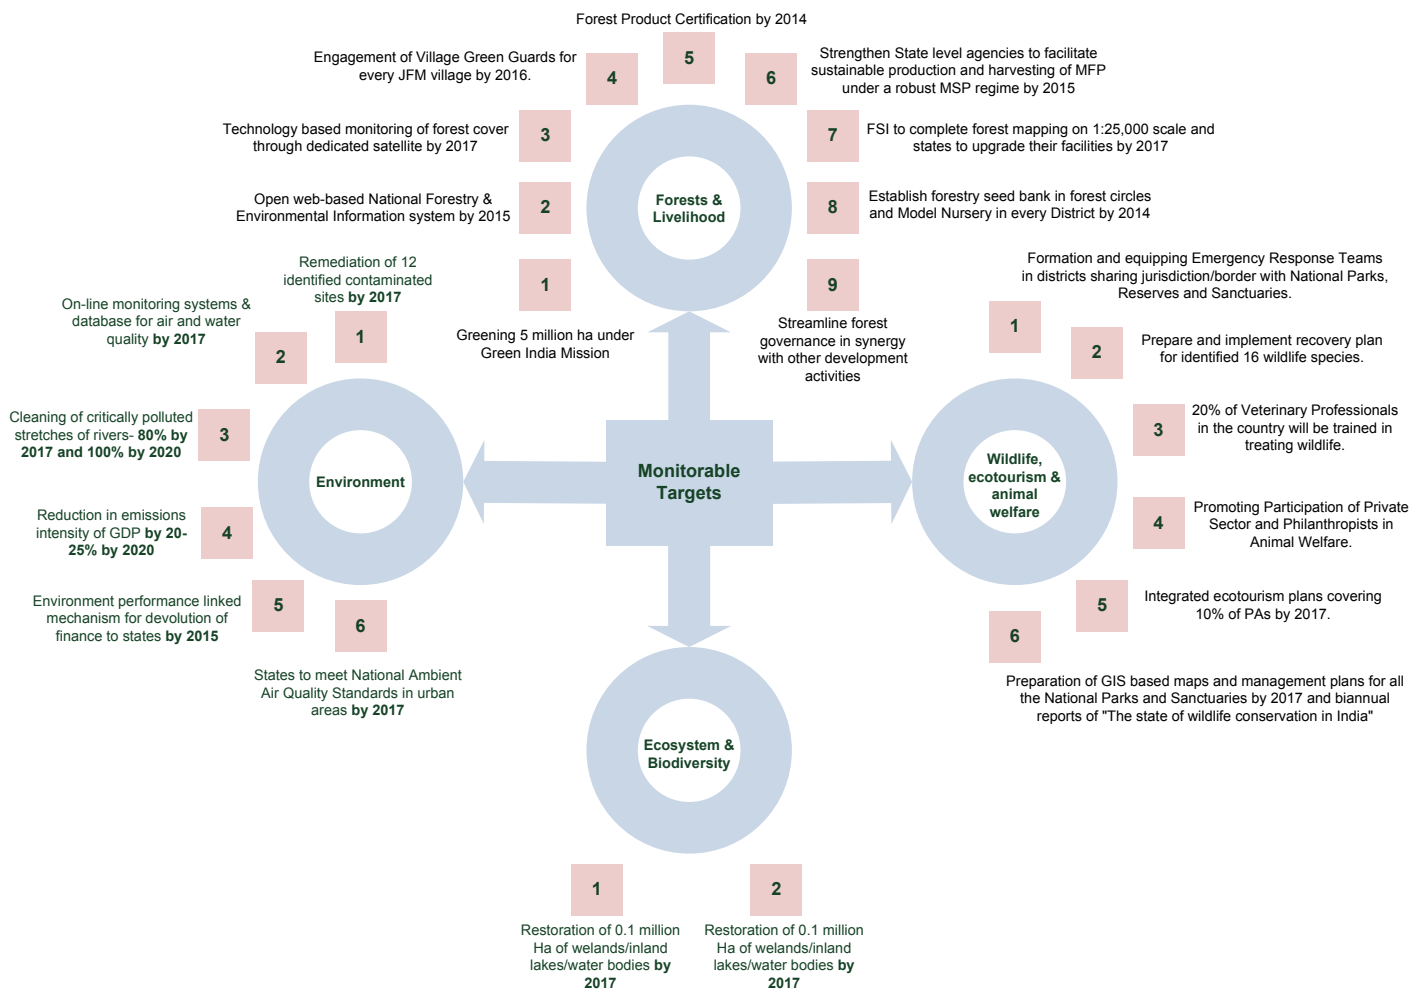 Forest Product Certification by 2014
5
Engagement of Village Green Guards for
every JFM village by 2016.
4
6
Strengthen State level agencies to facilitate
sustainable production and harvesting of MFP
under a robust MSP regime by 2015
Technology based monitoring of forest cover
through dedicated satellite by 2017
3
7
FSI to complete forest mapping on 1:25,000 scale and
states to upgrade their facilities by 2017
Open web-based National Forestry &
Environmental Information system by 2015
2
Forests &
Livelihood
8
Establish forestry seed bank in forest circles
and Model Nursery in every District by 2014
1
Greening 5 million ha under
Green India Mission
9
Streamline forest
governance in synergy
with other development
activities
Remediation of 12
identified contaminated
sites by 2017
1
On-line monitoring systems &
database for air and water
quality by 2017
2
Cleaning of critically polluted
stretches of rivers- 80% by
2017 and 100% by 2020
3
Environment
Reduction in emissions
intensity of GDP by 20-
25% by 2020
4
Environment performance linked
mechanism for devolution of
finance to states by 2015
5
6
States to meet National Ambient
Air Quality Standards in urban
areas by 2017
Monitorable
Targets
Formation and equipping Emergency Response Teams
in districts sharing jurisdiction/border with National Parks,
Reserves and Sanctuaries.
1
2
Prepare and implement recovery plan
for identified 16 wildlife species.
3
20% of Veterinary Professionals
in the country will be trained in
treating wildlife.
Wildlife,
ecotourism &
animal
welfare
4
Promoting Participation of Private
Sector and Philanthropists in
Animal Welfare.
5
Integrated ecotourism plans covering
10% of PAs by 2017.
6
Preparation of GIS based maps and management plans for all
the National Parks and Sanctuaries by 2017 and biannual
reports of "The state of wildlife conservation in India"
Ecosystem &
Biodiversity
1
Restoration of 0.1 million
Ha of welands/inland
lakes/water bodies by
2017
2
Restoration of 0.1 million
Ha of welands/inland
lakes/water bodies by
2017